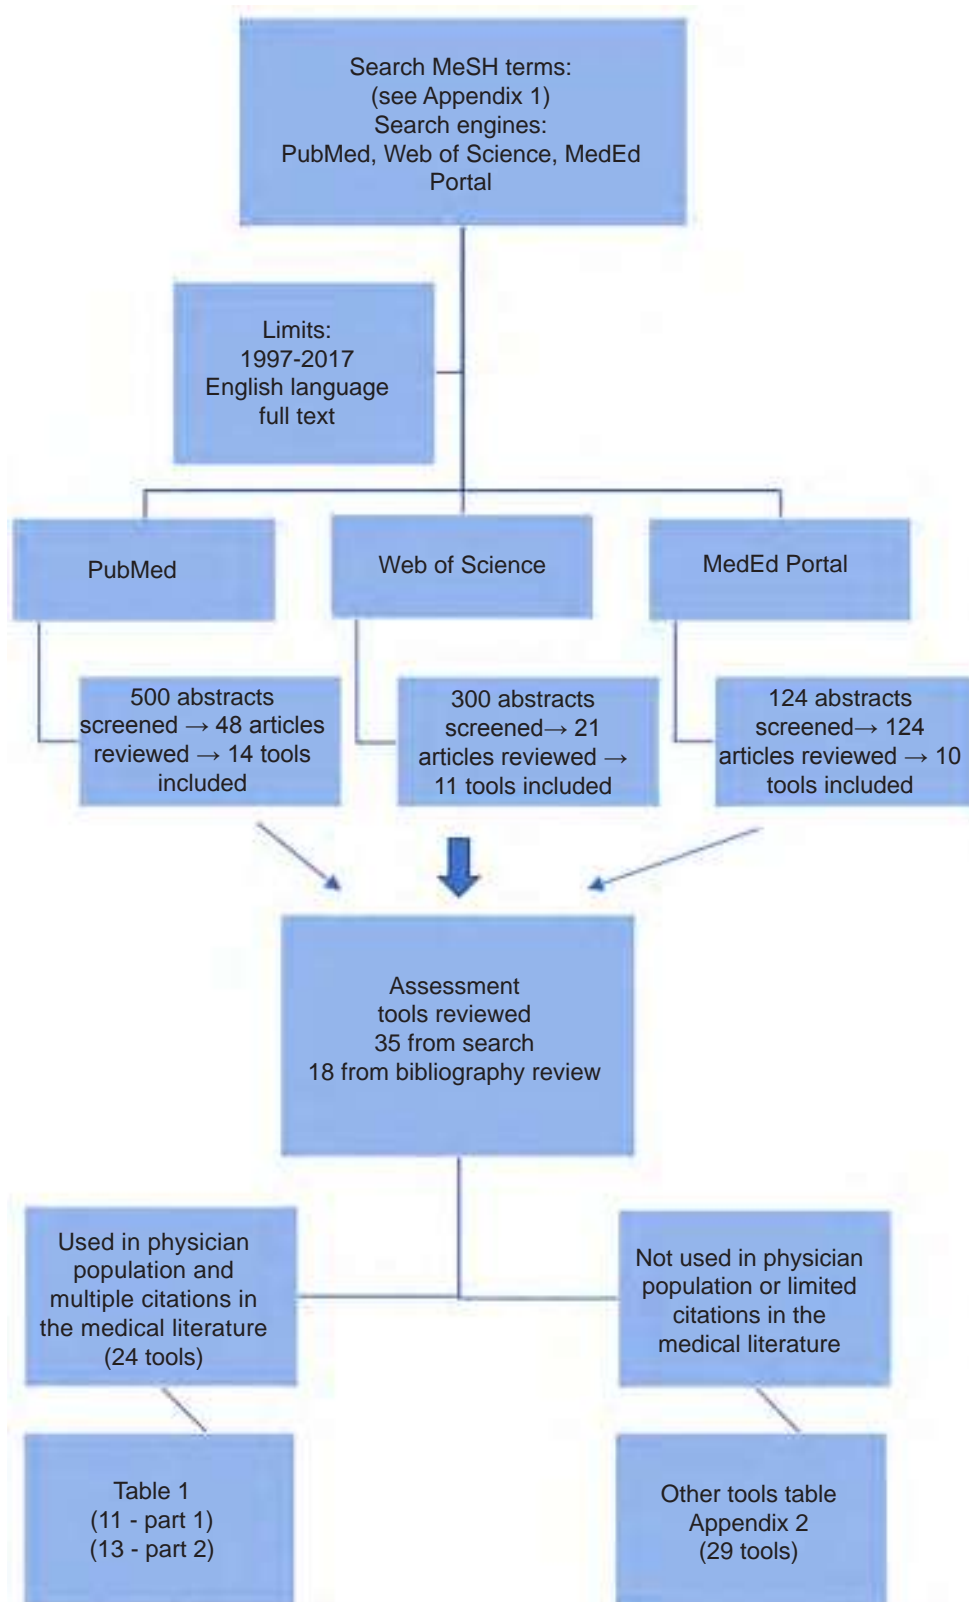 Search MeSH terms:
(see Appendix 1)
Search engines:
PubMed, Web of Science, MedEd
Portal
Limits:
1997-2017
English language
full text
PubMed
Web of Science
MedEd Portal
500 abstracts
screened → 48 articles
reviewed → 14 tools
included
300 abstracts
screened→ 21
articles reviewed →
11 tools included
124 abstracts
screened→ 124
articles reviewed → 10
tools included
Assessment
tools reviewed
35 from search
18 from bibliography review
Used in physician
population and
multiple citations in
the medical literature
(24 tools)
Not used in physician
population or limited
citations in the
medical literature
Table 1
(11 - part 1)
(13 - part 2)
Other tools table
Appendix 2
(29 tools)